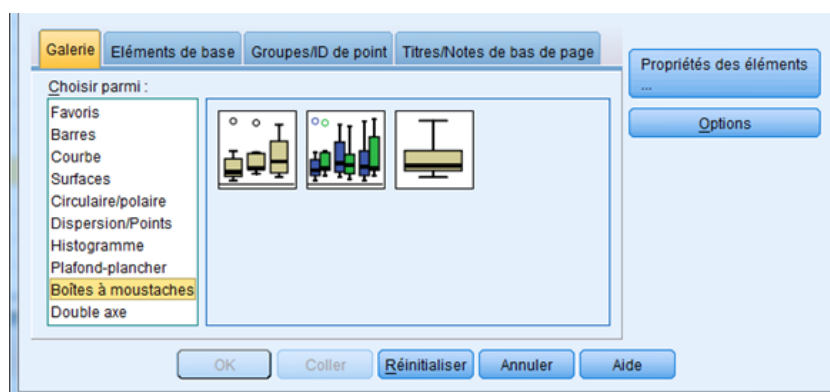 Galerie Eléments de base Groupes/ID de point Titres/Notes de bas de page
Propriétés des éléments
...
Options
Choisir parmi :
Favoris
Barres
Courbe
Surfaces
Circulaire/polaire
Dispersion/Points
Histogramme
Plafond-plancher
Boîtes à moustaches
Double axe
OK Coller Réinitialiser Annuler Aide